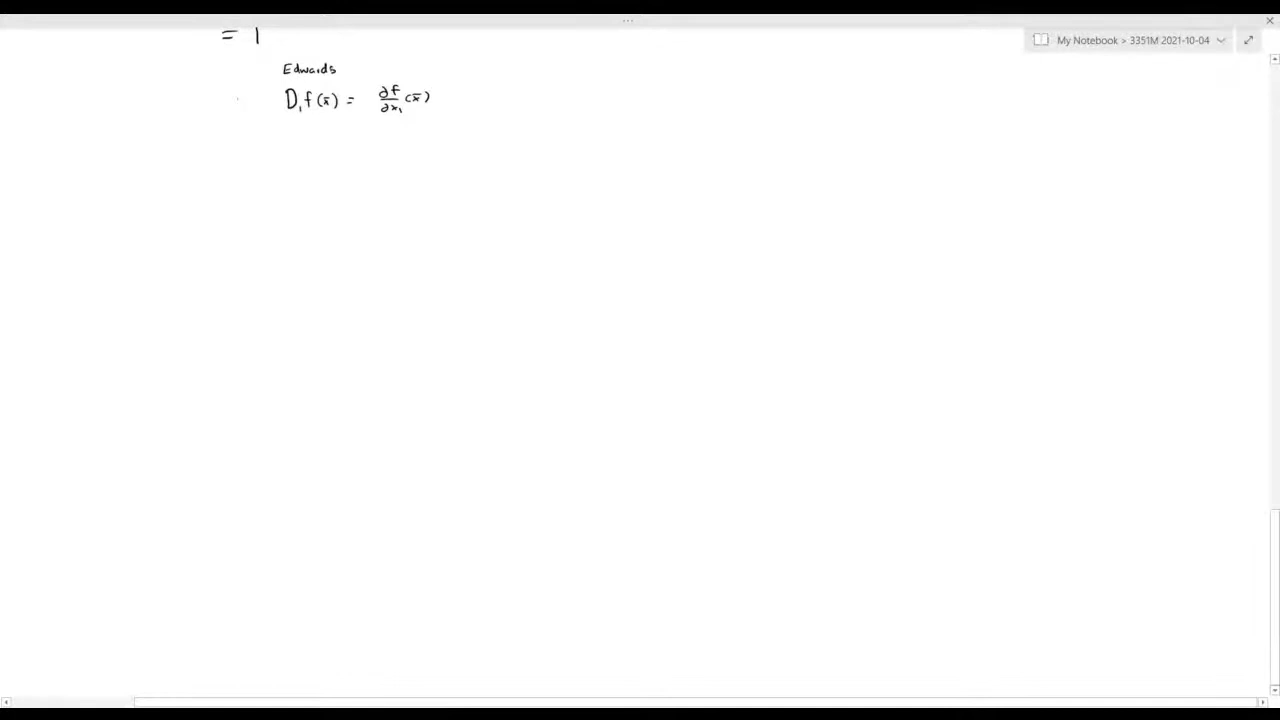 = 1
My Notebook > 3351M 2021-10-04
Edwards
D₁f(x̄) = ∂f/∂x₁(x̄)